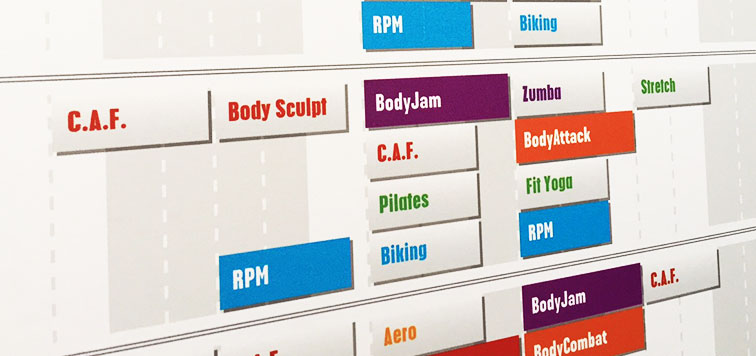 RPM
Biking
C.A.F.
Body Sculpt
BodyJam
Zumba
Stretch
C.A.F.
BodyAttack
Pilates
Fit Yoga
RPM
Biking
RPM
Aero
BodyJam
C.A.F.
BodyCombat